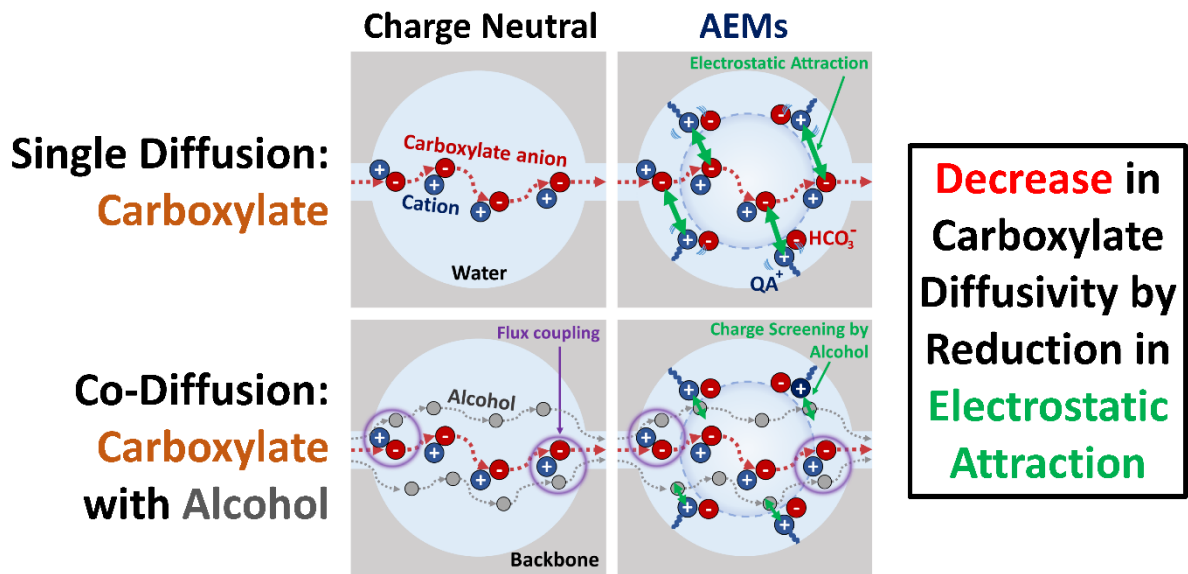 Charge Neutral
AEMs
Single Diffusion:
Carboxylate
Electrostatic Attraction
Carboxylate anion
Cation
Water
HCO₃⁻
QA⁺
Co-Diffusion:
Carboxylate
with Alcohol
Flux coupling
Alcohol
Backbone
Charge Screening by
Alcohol
Decrease in
Carboxylate
Diffusivity by
Reduction in
Electrostatic
Attraction